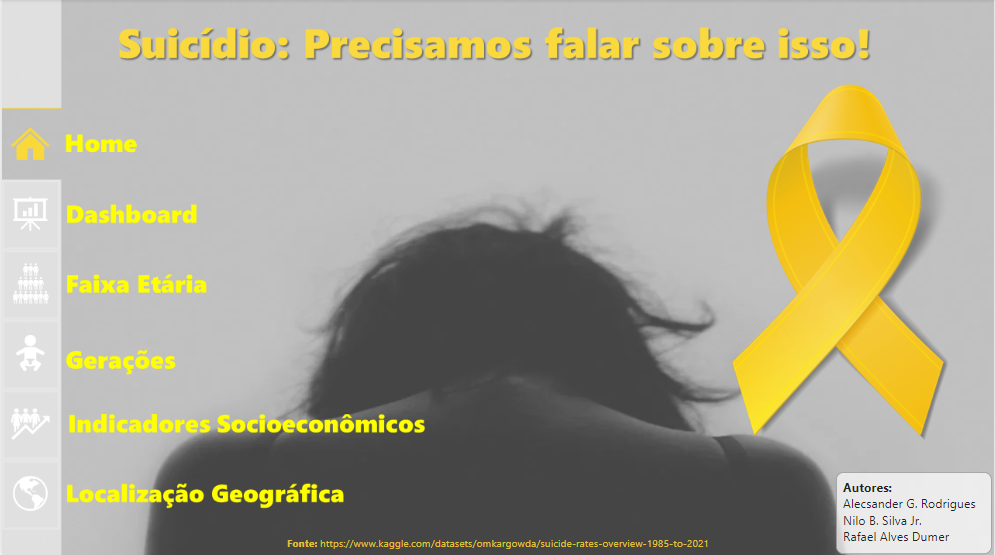 Suicídio: Precisamos falar sobre isso!
Home
Dashboard
Faixa Etária
Gerações
Indicadores Socioeconômicos
Localização Geográfica
Autores:
Alecsander G. Rodrigues
Nilo B. Silva Jr.
Rafael Alves Dumer
Fonte: https://www.kaggle.com/datasets/omkargowda/suicide-rates-overview-1985-to-2021